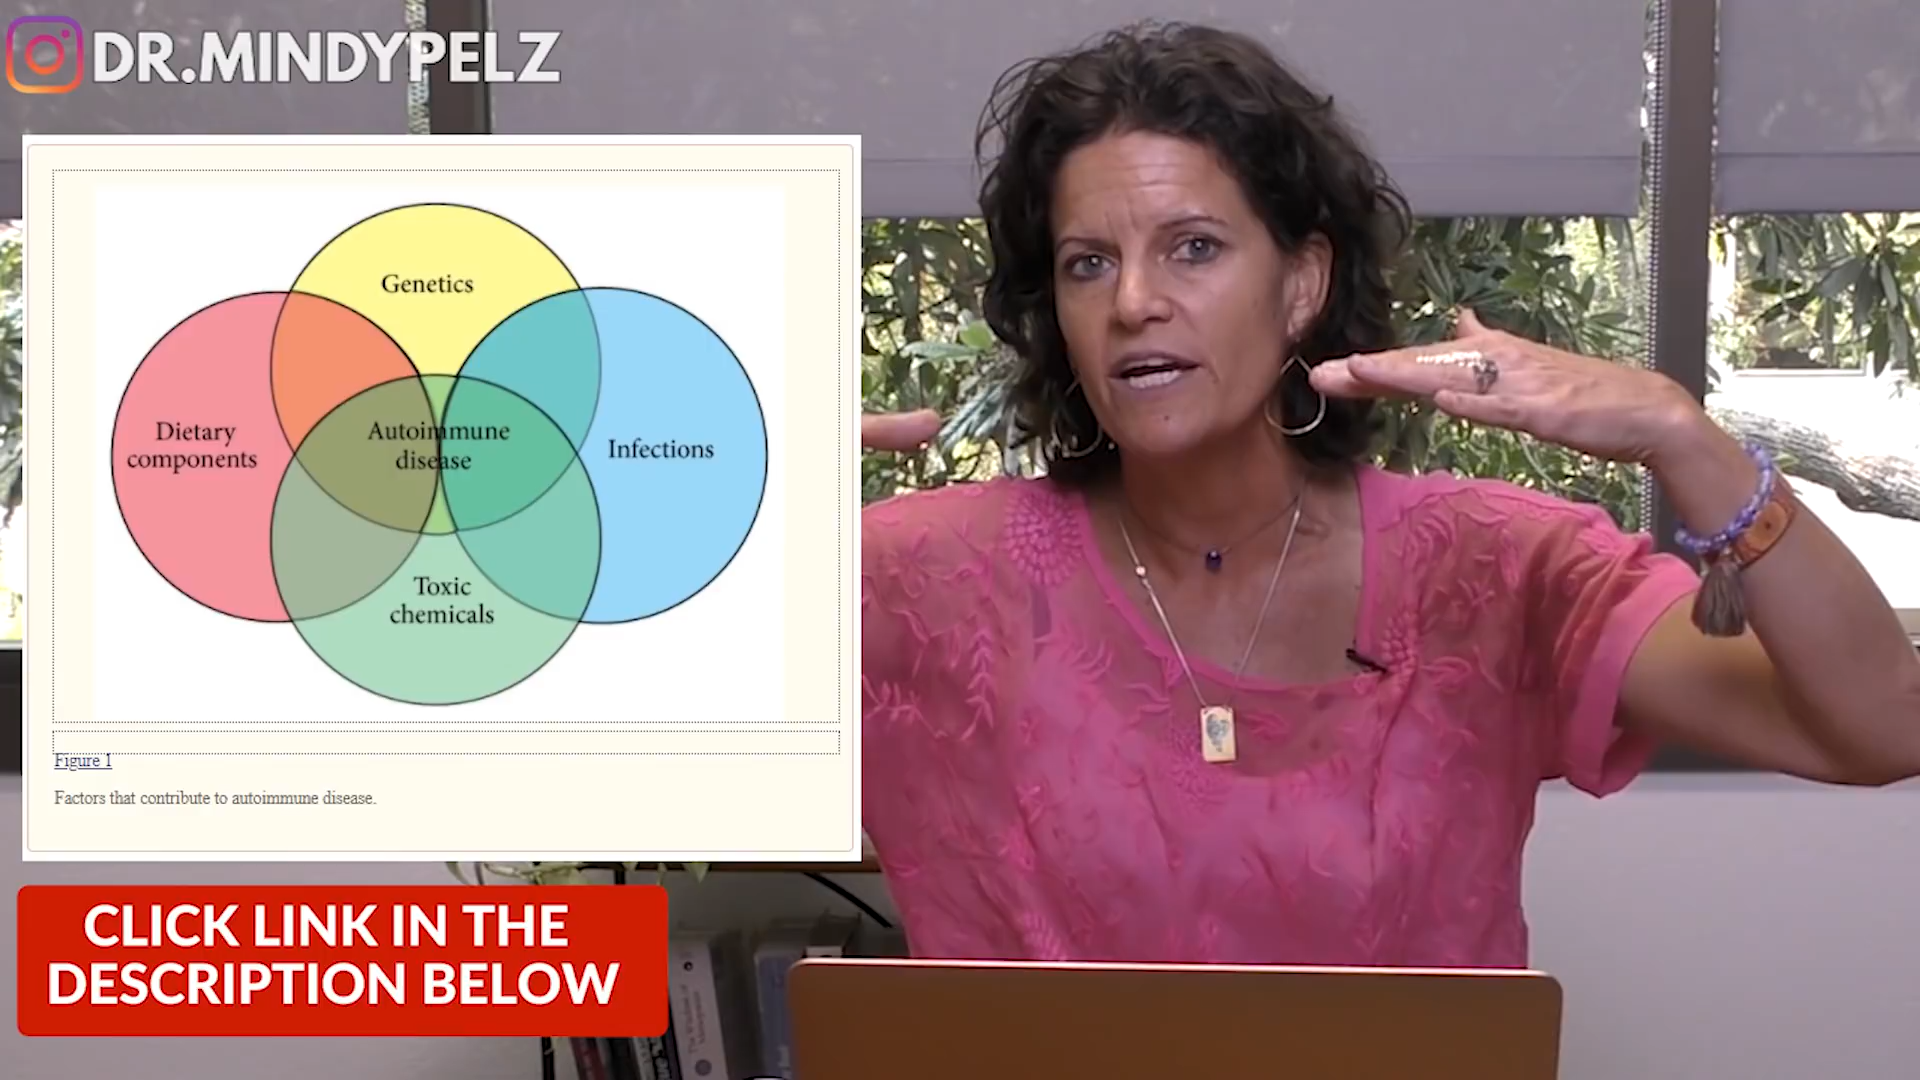 DR.MINDYPELZ
Genetics
Dietary
components
Autoimmune
disease
Infections
Toxic
chemicals
Figure 1
Factors that contribute to autoimmune disease.
CLICK LINK IN THE
DESCRIPTION BELOW